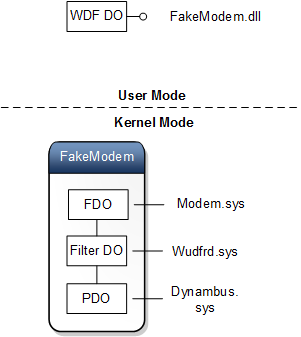 WDF DO FakeModem.dll
User Mode
Kernel Mode
FakeModem
FDO Modem.sys
Filter DO Wudfrd.sys
PDO Dynambus.
sys